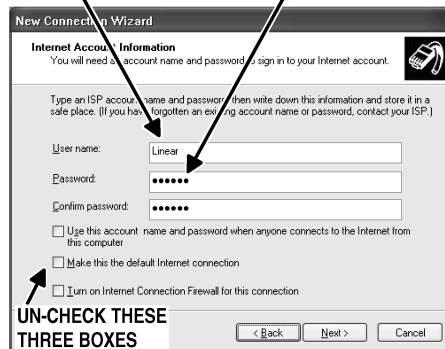 New Connection Wizard
Internet Account Information
You will need an account name and password to sign in to your Internet account.
Type an ISP account name and password, then write down this information and store it in a
safe place. (If you have forgotten an existing account name or password, contact your ISP.)
User name:
Linear
Password:
••••••
Confirm password:
••••••
Use this account name and password when anyone connects to the Internet from
this computer
Make this the default Internet connection
Turn on Internet Connection Firewall for this connection
UN-CHECK THESE
THREE BOXES
< Back
Next >
Cancel